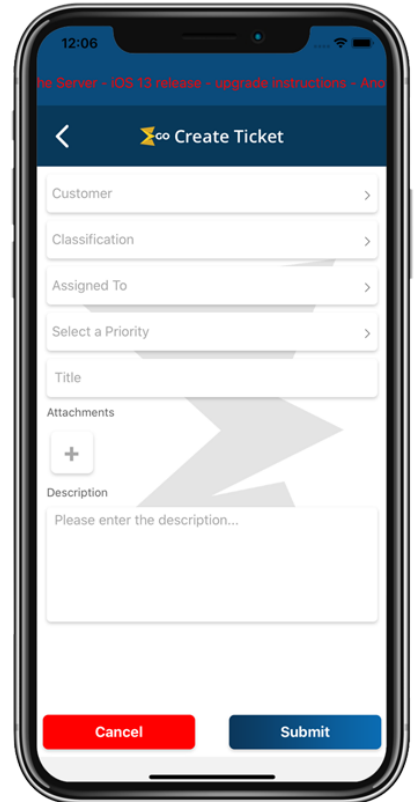 12:06
he Server - iOS 13 release - upgrade instructions - Ano
GO Create Ticket
Customer
Classification
Assigned To
Select a Priority
Title
Attachments
+
Description
Please enter the description...
Cancel
Submit